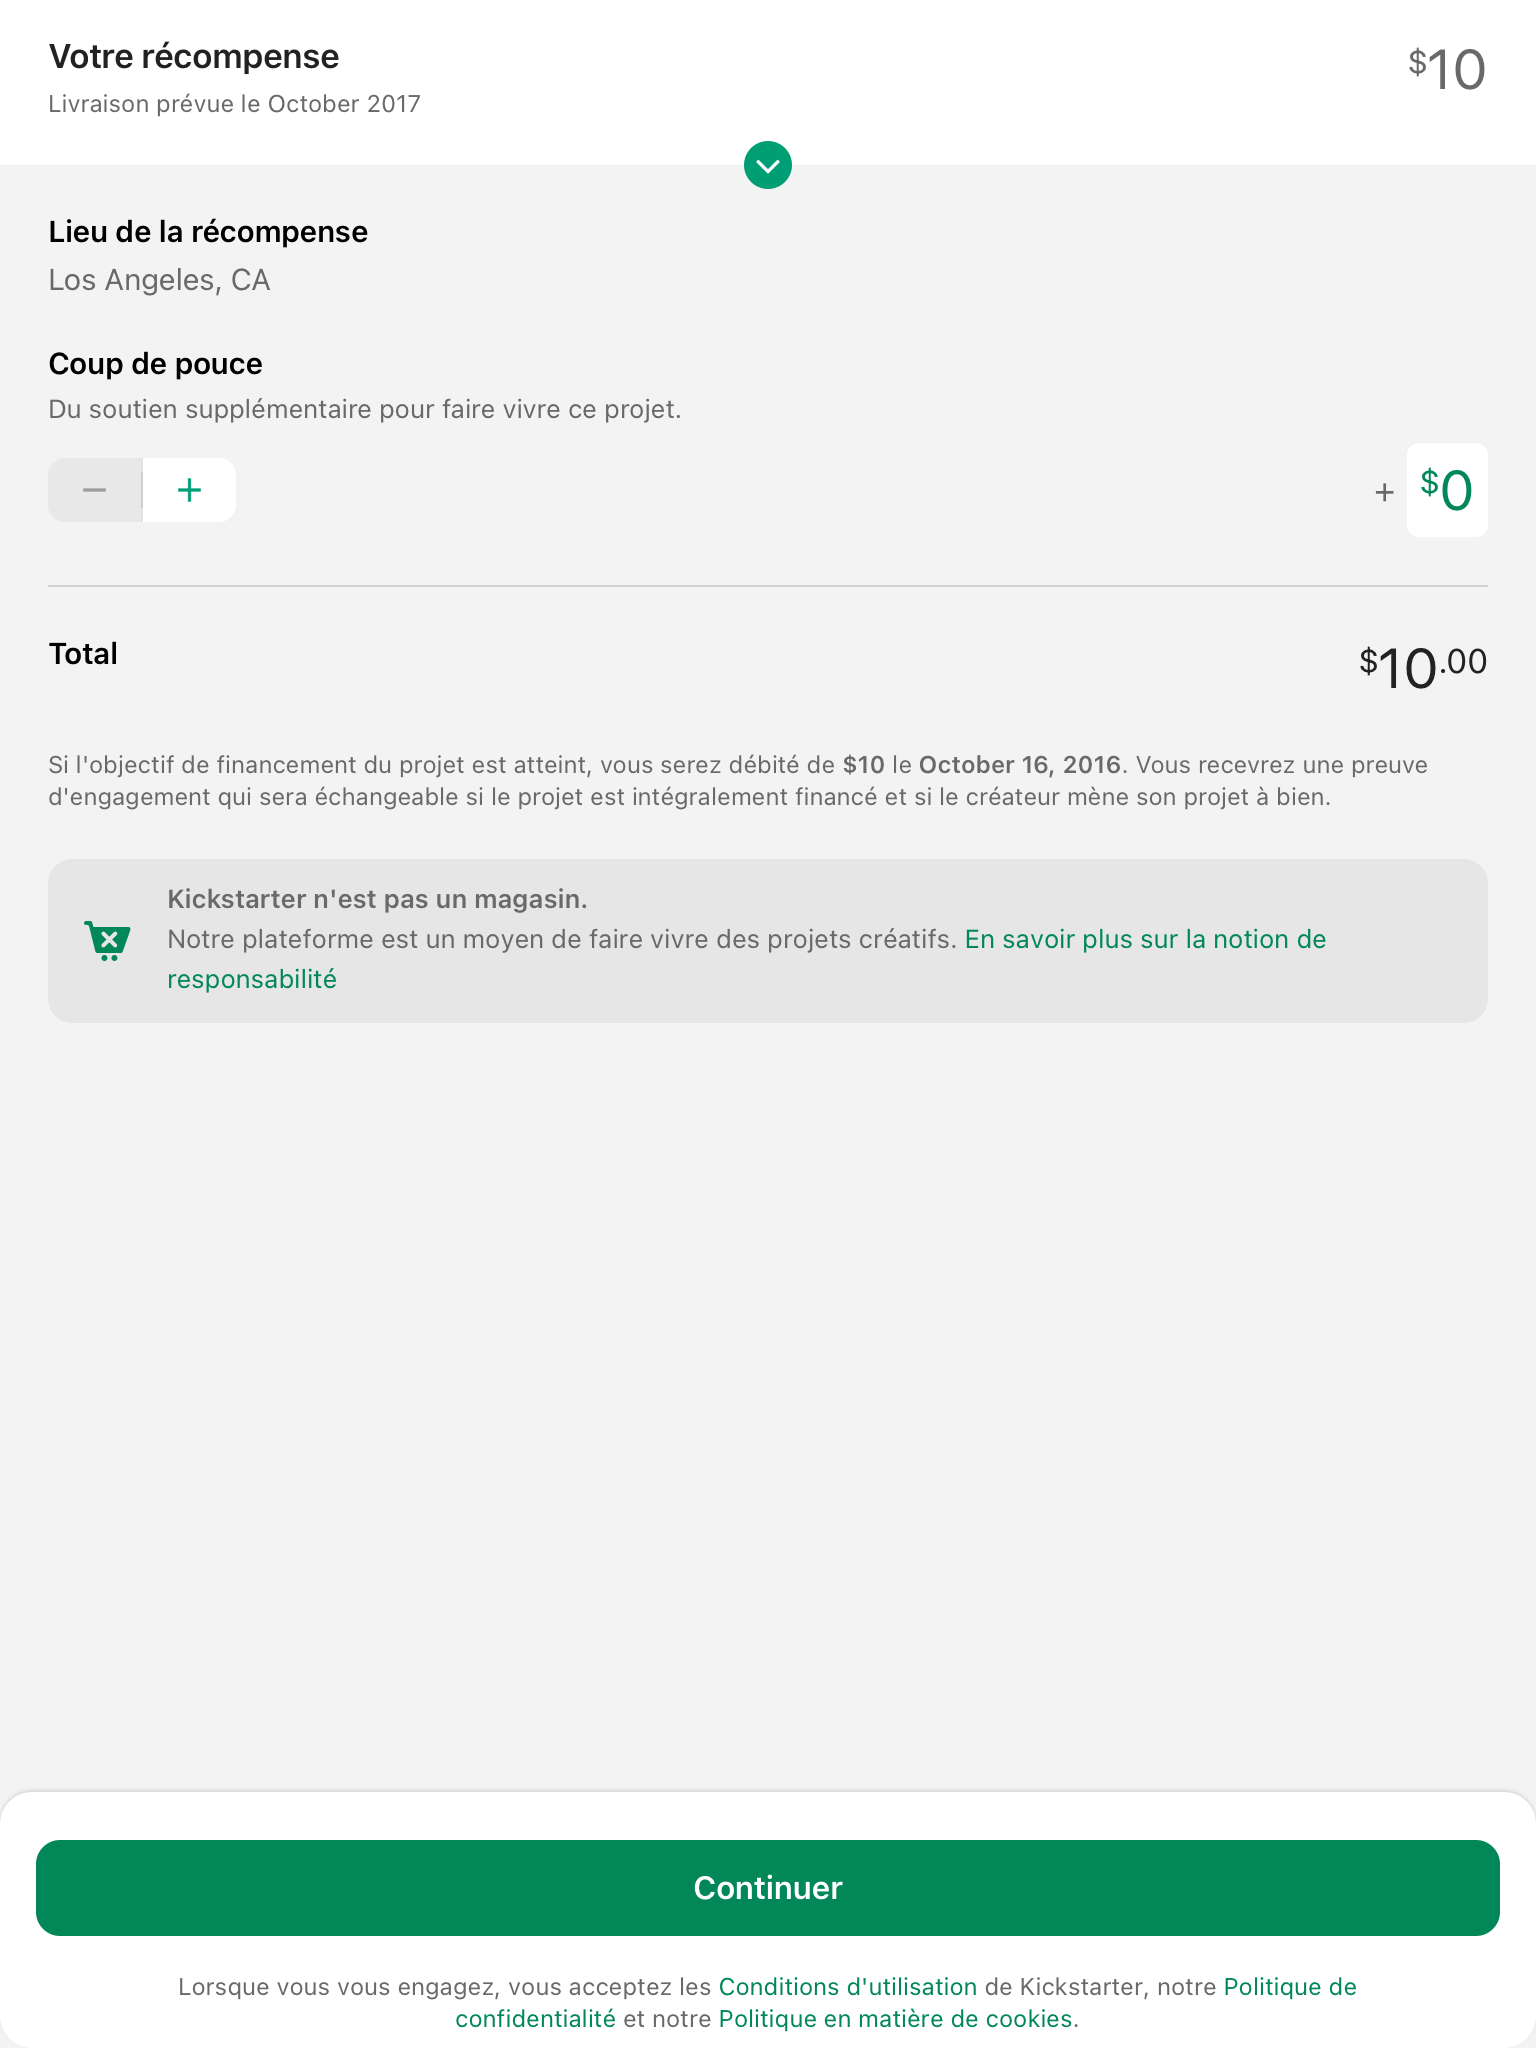 Votre récompense
$10
Livraison prévue le October 2017
Lieu de la récompense
Los Angeles, CA
Coup de pouce
Du soutien supplémentaire pour faire vivre ce projet.
− +
+ $0
Total
$10.00
Si l'objectif de financement du projet est atteint, vous serez débité de $10 le October 16, 2016. Vous recevrez une preuve
d'engagement qui sera échangeable si le projet est intégralement financé et si le créateur mène son projet à bien.
Kickstarter n'est pas un magasin.
Notre plateforme est un moyen de faire vivre des projets créatifs. En savoir plus sur la notion de
responsabilité
Continuer
Lorsque vous vous engagez, vous acceptez les Conditions d'utilisation de Kickstarter, notre Politique de
confidentialité et notre Politique en matière de cookies.